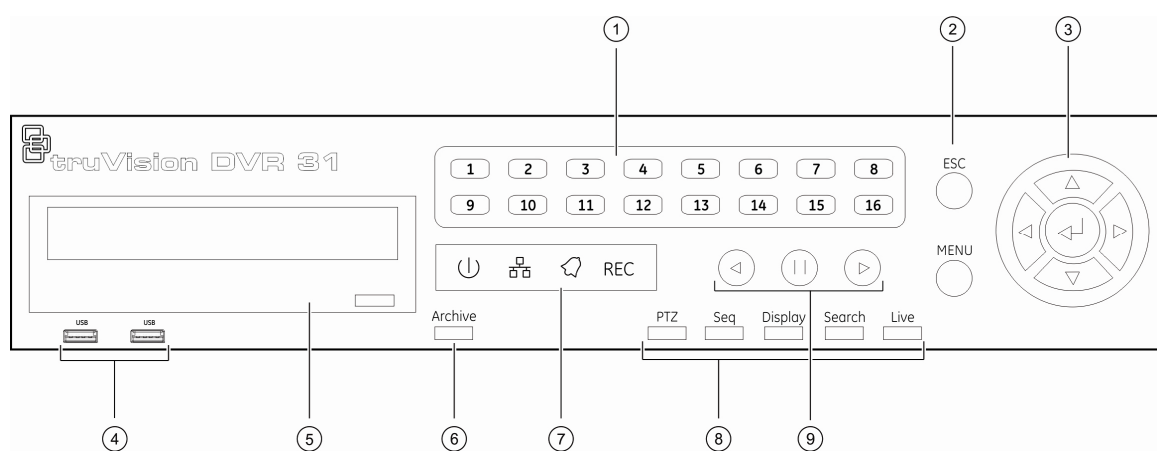 1 2 3
truVision DVR 31
1 2 3 4 5 6 7 8
9 10 11 12 13 14 15 16
ESC
MENU
REC
USB USB
Archive
PTZ Seq Display Search Live
4 5 6 7 8 9